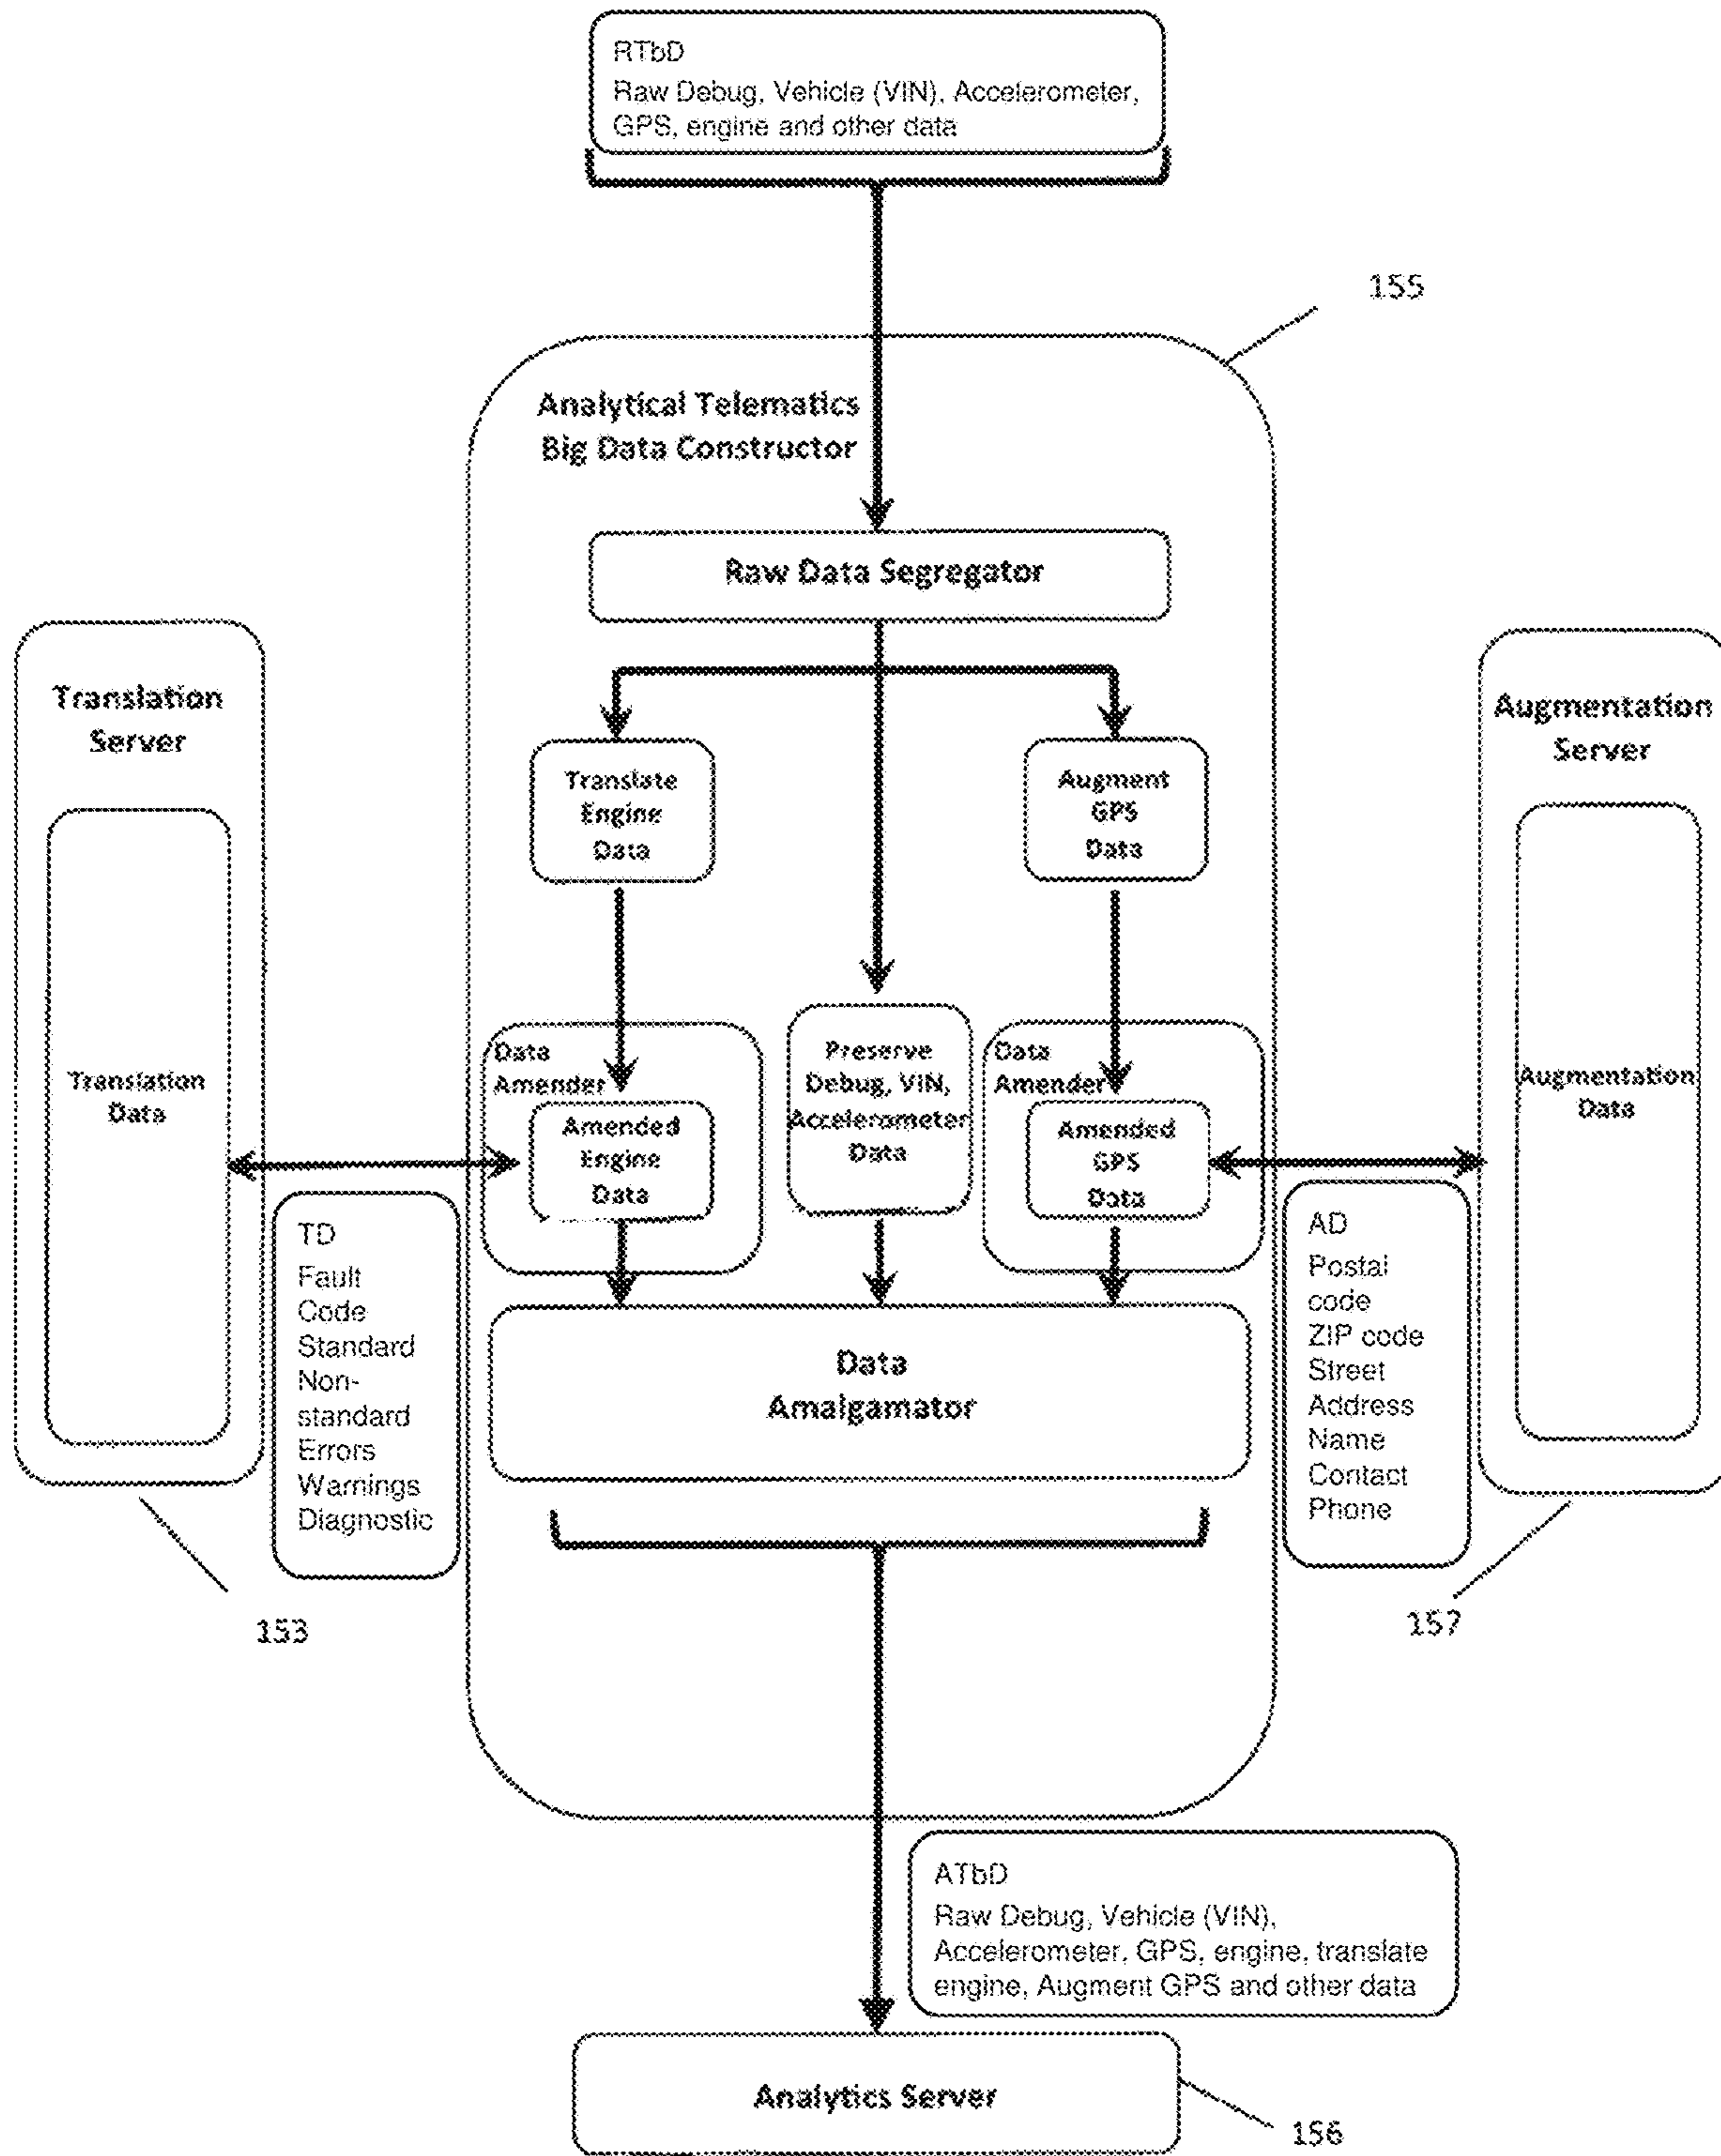 RTbD
Raw Debug, Vehicle (VIN), Accelerometer,
GPS, engine and other data
155
Analytical Telematics
Big Data Constructor
Raw Data Segregator
Translation
Server
Augmentation
Server
Translate
Engine
Data
Augment
GPS
Data
Translation
Data
Data
Amender
Amended
Engine
Data
Preserve
Debug, VIN,
Accelerometer
Data
Data
Amender
Amended
GPS
Data
Augmentation
Data
TD
Fault
Code
Standard
Non-
standard
Errors
Warnings
Diagnostic
AD
Postal
code
ZIP code
Street
Address
Name
Contact
Phone
Data
Amalgamator
153
157
ATbD
Raw Debug, Vehicle (VIN),
Accelerometer, GPS, engine, translate
engine, Augment GPS and other data
Analytics Server
156